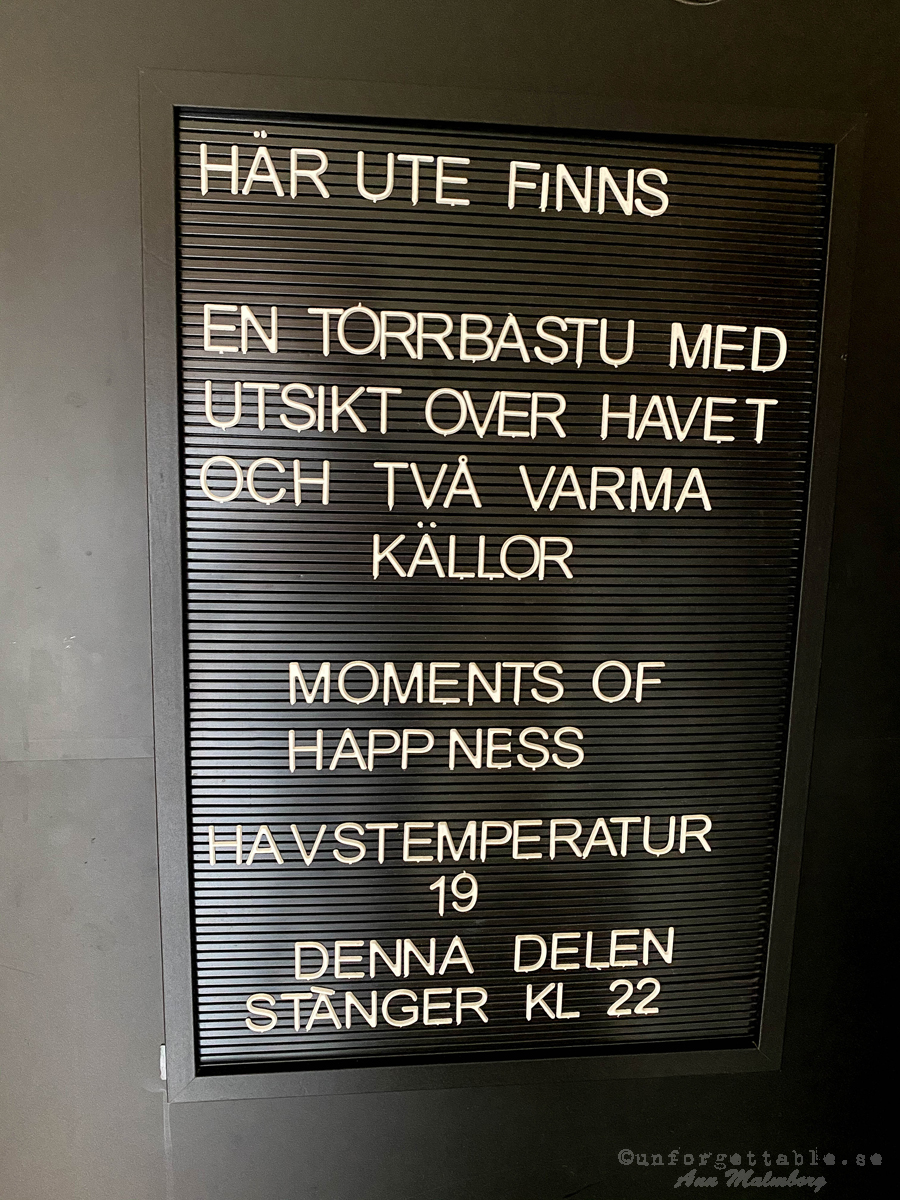 HÄR UTE FiNNS
EN TORRBASTU MED
UTSIKT OVER HAVET
OCH TVÅ VARMA
KÄLLOR
MOMENTS OF
HAPP NESS
HAVSTEMPERATUR
19
DENNA DELEN
STÄNGER KL 22
©unforgettable.se
Ann Malmborg